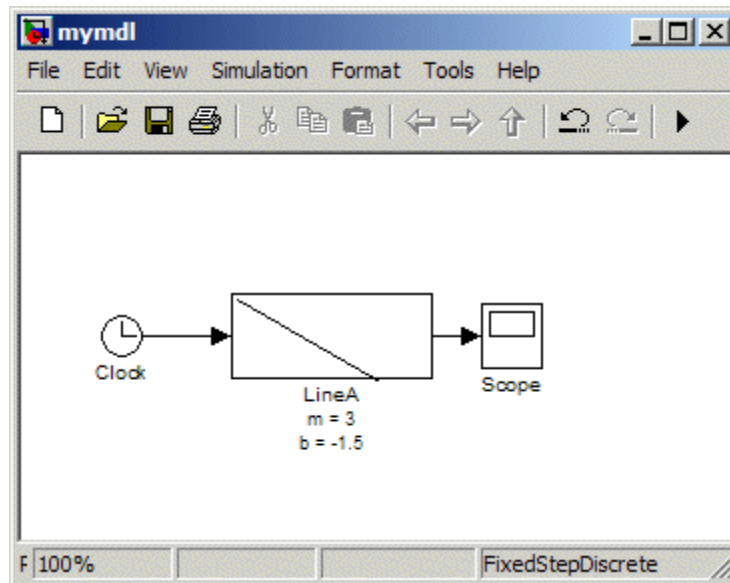 mymdl
File Edit View Simulation Format Tools Help
Clock
LineA
m = 3
b = -1.5
Scope
F 100% FixedStepDiscrete